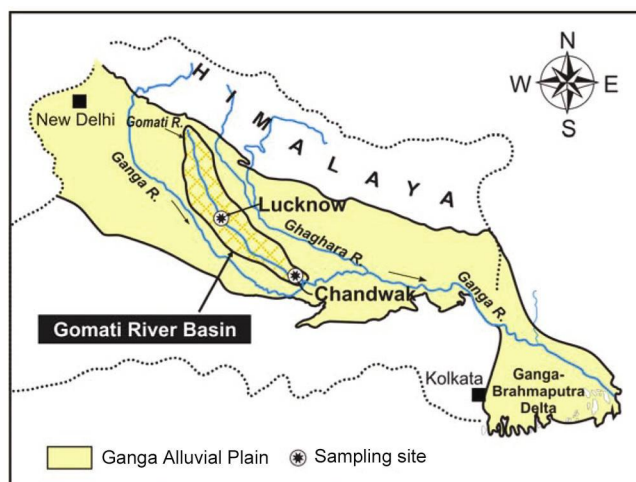 N
W E
S
HIMALAYA
New Delhi
Gomati R.
Ganga R.
Lucknow
Ghaghara R.
Chandwak
Ganga R.
Gomati River Basin
Kolkata
Ganga-
Brahmaputra
Delta
Ganga Alluvial Plain
Sampling site